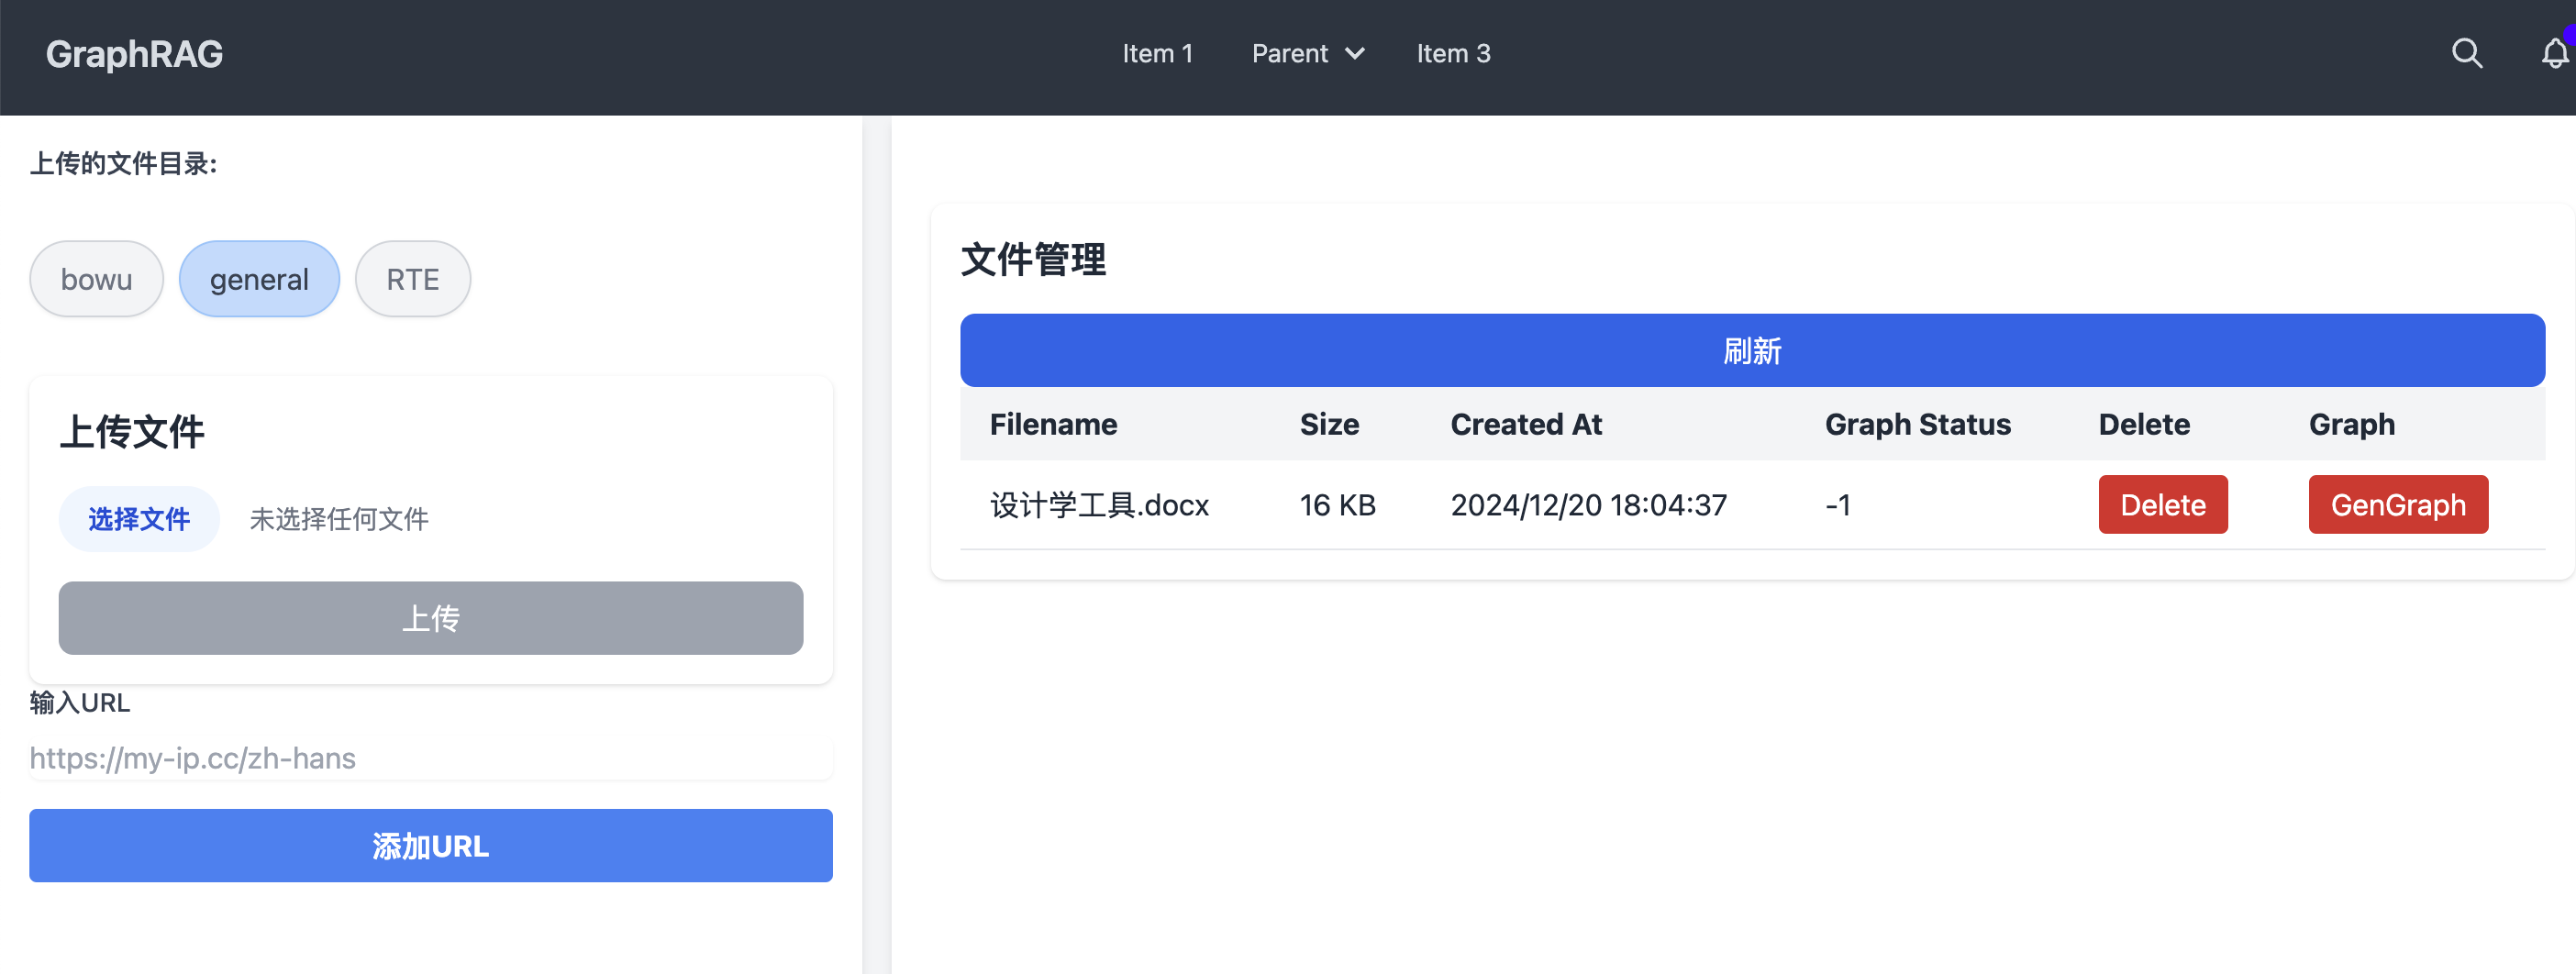 GraphRAG
Item 1
Parent
Item 3
上传的文件目录:
bowu
general
RTE
上传文件
选择文件 未选择任何文件
上传
输入URL
https://my-ip.cc/zh-hans
添加URL
文件管理
刷新
Filename Size Created At Graph Status Delete Graph
设计学工具.docx 16 KB 2024/12/20 18:04:37 -1 Delete GenGraph